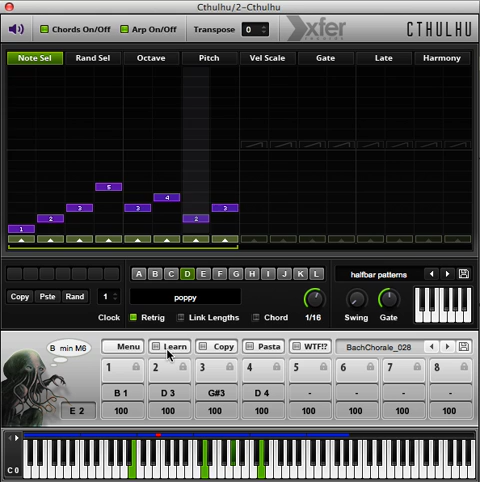 Cthulhu/2-Cthulhu
Chords On/Off Arp On/Off Transpose 0 xfer records CTHULHU
Note Sel Rand Sel Octave Pitch Vel Scale Gate Late Harmony
5
4
3 3 3
2 2
1
A B C D E F G H I J K L halfbar patterns
Copy Pste Rand 1 poppy
Clock Retrig Link Lengths Chord 1/16 Swing Gate
B min M6 Menu Learn Copy Pasta WTF!? BachChorale_028
1 2 3 4 5 6 7 8
B 1 D 3 G#3 D 4 - - - -
E 2 100 100 100 100 100 100 100 100
C 0